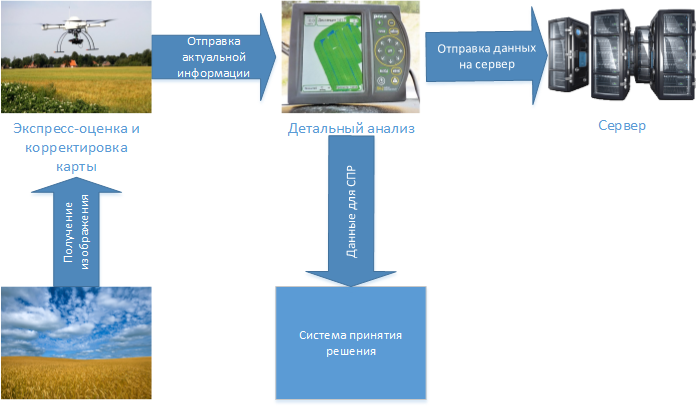 Отправка
актуальной
информации
Отправка данных
на сервер
Экспресс-оценка и
корректировка
карты
Детальный анализ
Сервер
Получение
изображения
Данные для СПР
Система принятия
решения